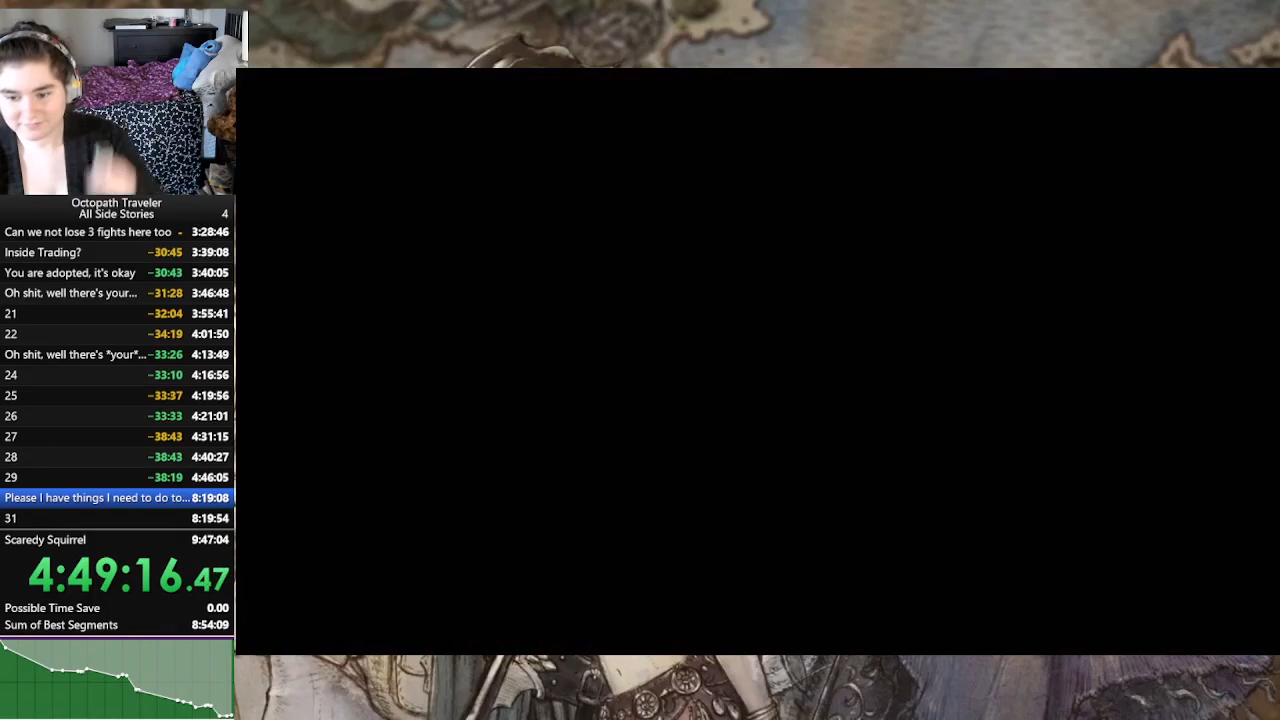 Octopath Traveler
All Side Stories 4
Can we not lose 3 fights here too - 3:28:46
Inside Trading? −30:45 3:39:08
You are adopted, it's okay −30:43 3:40:05
Oh shit, well there's your... −31:28 3:46:48
21 −32:04 3:55:41
22 −34:19 4:01:50
Oh shit, well there's *your*... −33:26 4:13:49
24 −33:10 4:16:56
25 −33:37 4:19:56
26 −33:33 4:21:01
27 −38:43 4:31:15
28 −38:43 4:40:27
29 −38:19 4:46:05
Please I have things I need to do to... 8:19:08
31 8:19:54
Scaredy Squirrel 9:47:04
4:49:16.47
Possible Time Save 0.00
Sum of Best Segments 8:54:09